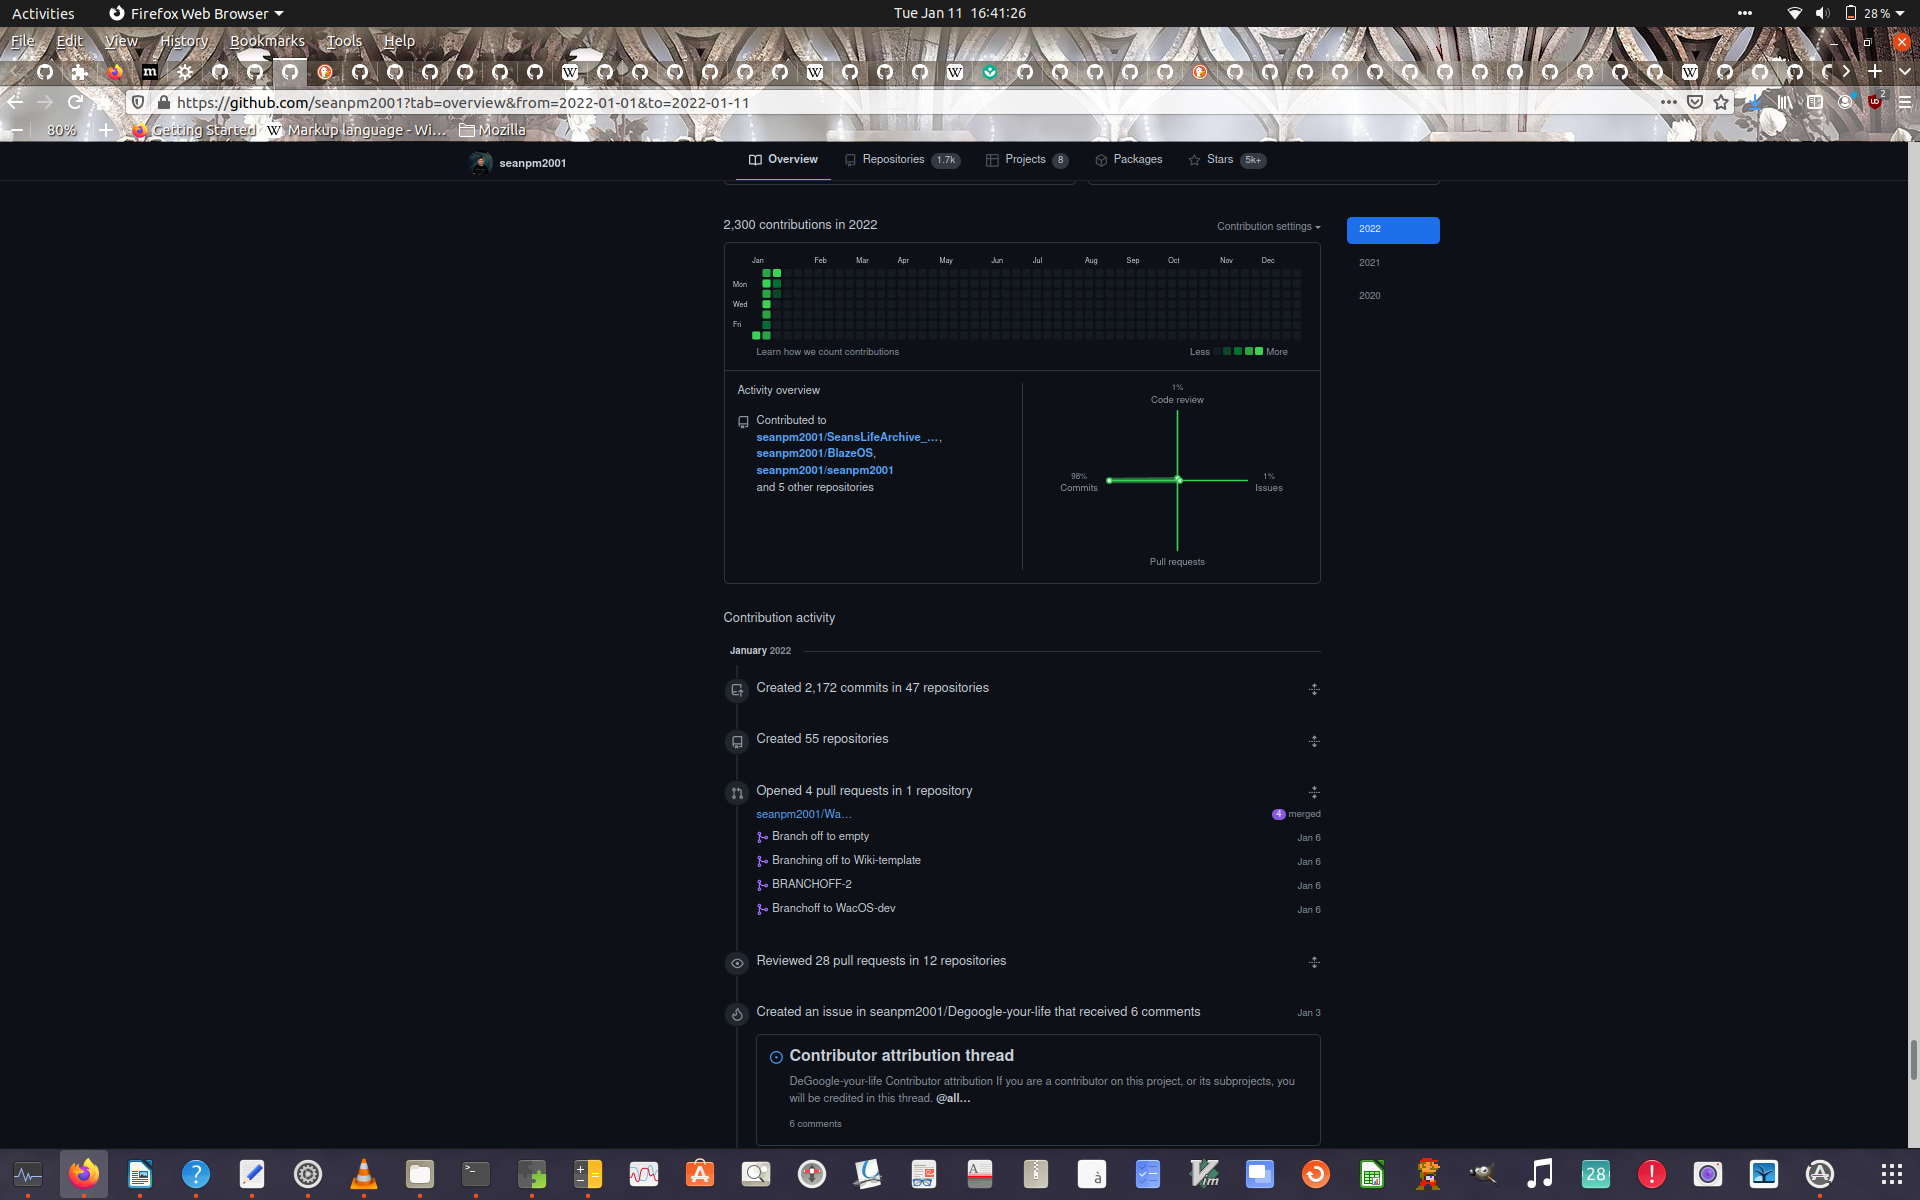 Activities
Firefox Web Browser
Tue Jan 11 16:41:26
28 %
File Edit View History Bookmarks Tools Help
https://github.com/seanpm2001?tab=overview&from=2022-01-01&to=2022-01-11
80%
Getting Started
Markup language - Wi…
Mozilla
seanpm2001
Overview
Repositories 1.7k
Projects 8
Packages
Stars 5k+
2,300 contributions in 2022
Contribution settings
2022
2021
2020
Jan Feb Mar Apr May Jun Jul Aug Sep Oct Nov Dec
Mon
Wed
Fri
Learn how we count contributions
Less More
Activity overview
Contributed to
seanpm2001/SeansLifeArchive_…,
seanpm2001/BlazeOS,
seanpm2001/seanpm2001
and 5 other repositories
1%
Code review
98%
Commits
1%
Issues
Pull requests
Contribution activity
January 2022
Created 2,172 commits in 47 repositories
Created 55 repositories
Opened 4 pull requests in 1 repository
seanpm2001/Wa…
4 merged
Branch off to empty Jan 6
Branching off to Wiki-template Jan 6
BRANCHOFF-2 Jan 6
Branchoff to WacOS-dev Jan 6
Reviewed 28 pull requests in 12 repositories
Created an issue in seanpm2001/Degoogle-your-life that received 6 comments Jan 3
Contributor attribution thread
DeGoogle-your-life Contributor attribution If you are a contributor on this project, or its subprojects, you
will be credited in this thread. @all…
6 comments
28